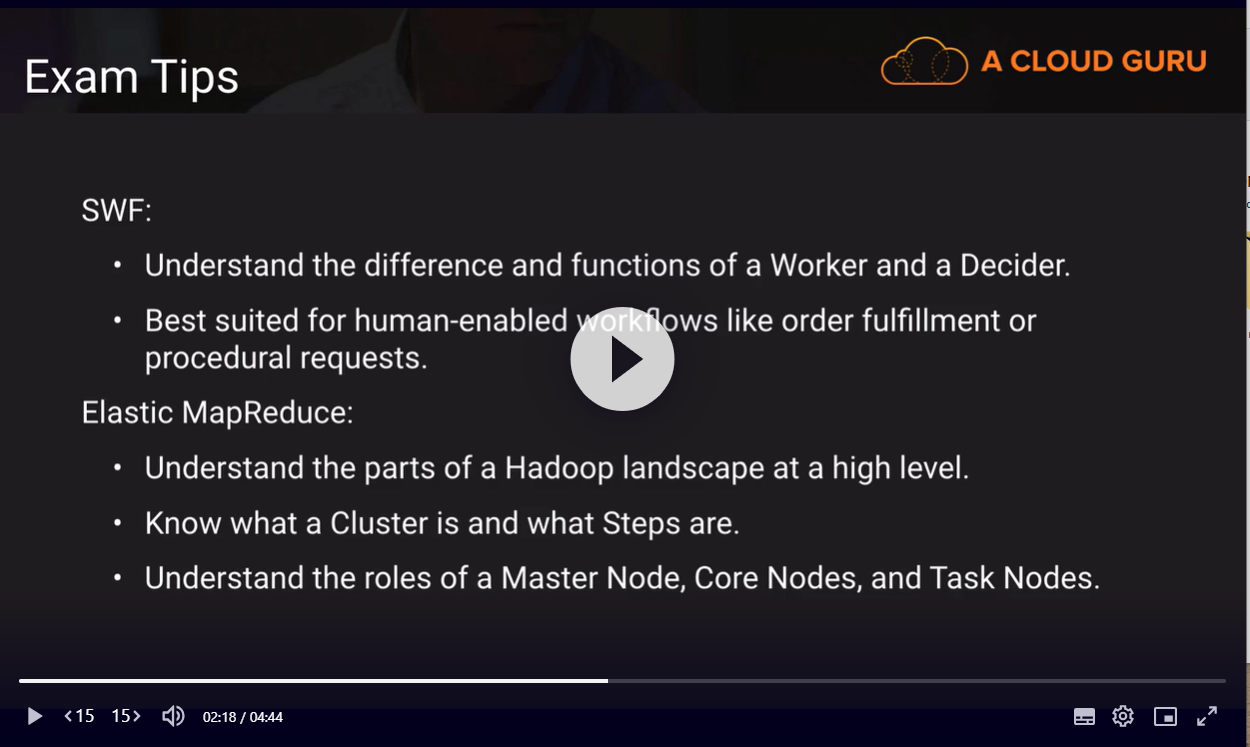 Exam Tips
A CLOUD GURU
SWF:
• Understand the difference and functions of a Worker and a Decider.
• Best suited for human-enabled workflows like order fulfillment or
procedural requests.
Elastic MapReduce:
• Understand the parts of a Hadoop landscape at a high level.
• Know what a Cluster is and what Steps are.
• Understand the roles of a Master Node, Core Nodes, and Task Nodes.
<15 15> 02:18 / 04:44